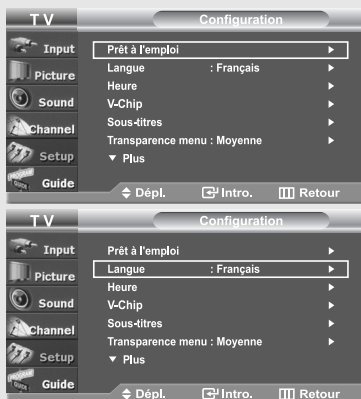 TV Configuration
Input Prêt à l'emploi
Picture Langue : Français
Heure
Sound V-Chip
Channel Sous-titres
Transparence menu : Moyenne
Setup Plus
Guide
Dépl. Intro. Retour
TV Configuration
Input Prêt à l'emploi
Picture Langue : Français
Heure
Sound V-Chip
Channel Sous-titres
Transparence menu : Moyenne
Setup Plus
Guide
Dépl. Intro. Retour